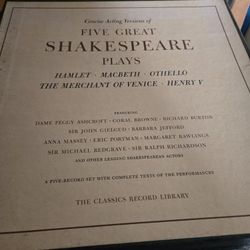 Concise Acting Versions of
FIVE GREAT
SHAKESPEARE
PLAYS
HAMLET · MACBETH · OTHELLO
THE MERCHANT OF VENICE · HENRY V
FEATURING
DAME PEGGY ASHCROFT · CORAL BROWNE · RICHARD BURTON
SIR JOHN GIELGUD · BARBARA JEFFORD
ANNA MASSEY · ERIC PORTMAN · MARGARET RAWLINGS
SIR MICHAEL REDGRAVE · SIR RALPH RICHARDSON
AND OTHER LEADING SHAKESPEAREAN ACTORS
A FIVE-RECORD SET WITH COMPLETE TEXTS OF THE PERFORMANCES
THE CLASSICS RECORD LIBRARY